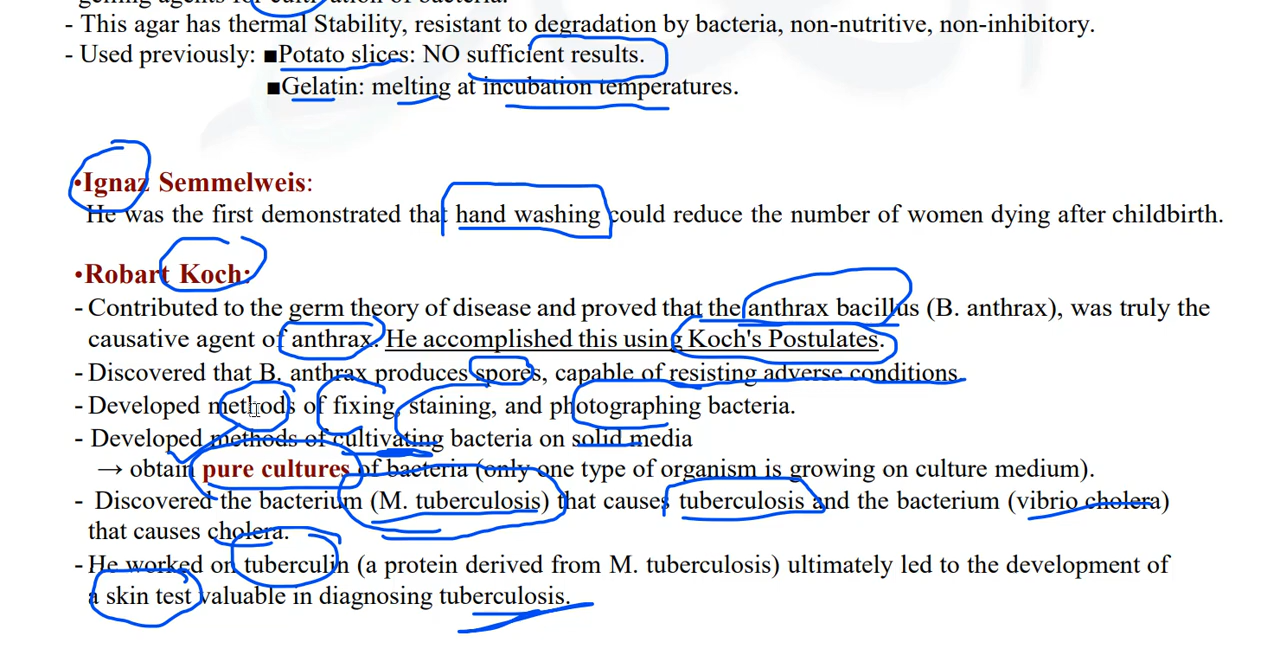 gelling agents for cultivation of bacteria.
- This agar has thermal Stability, resistant to degradation by bacteria, non-nutritive, non-inhibitory.
- Used previously: ■Potato slices: NO sufficient results.
■Gelatin: melting at incubation temperatures.
•Ignaz Semmelweis:
He was the first demonstrated that hand washing could reduce the number of women dying after childbirth.
•Robart Koch:
- Contributed to the germ theory of disease and proved that the anthrax bacillus (B. anthrax), was truly the
causative agent of anthrax. He accomplished this using Koch's Postulates.
- Discovered that B. anthrax produces spores, capable of resisting adverse conditions.
- Developed methods of fixing, staining, and photographing bacteria.
- Developed methods of cultivating bacteria on solid media
→ obtain pure cultures of bacteria (only one type of organism is growing on culture medium).
- Discovered the bacterium (M. tuberculosis) that causes tuberculosis and the bacterium (vibrio cholera)
that causes cholera.
- He worked on tuberculin (a protein derived from M. tuberculosis) ultimately led to the development of
a skin test valuable in diagnosing tuberculosis.